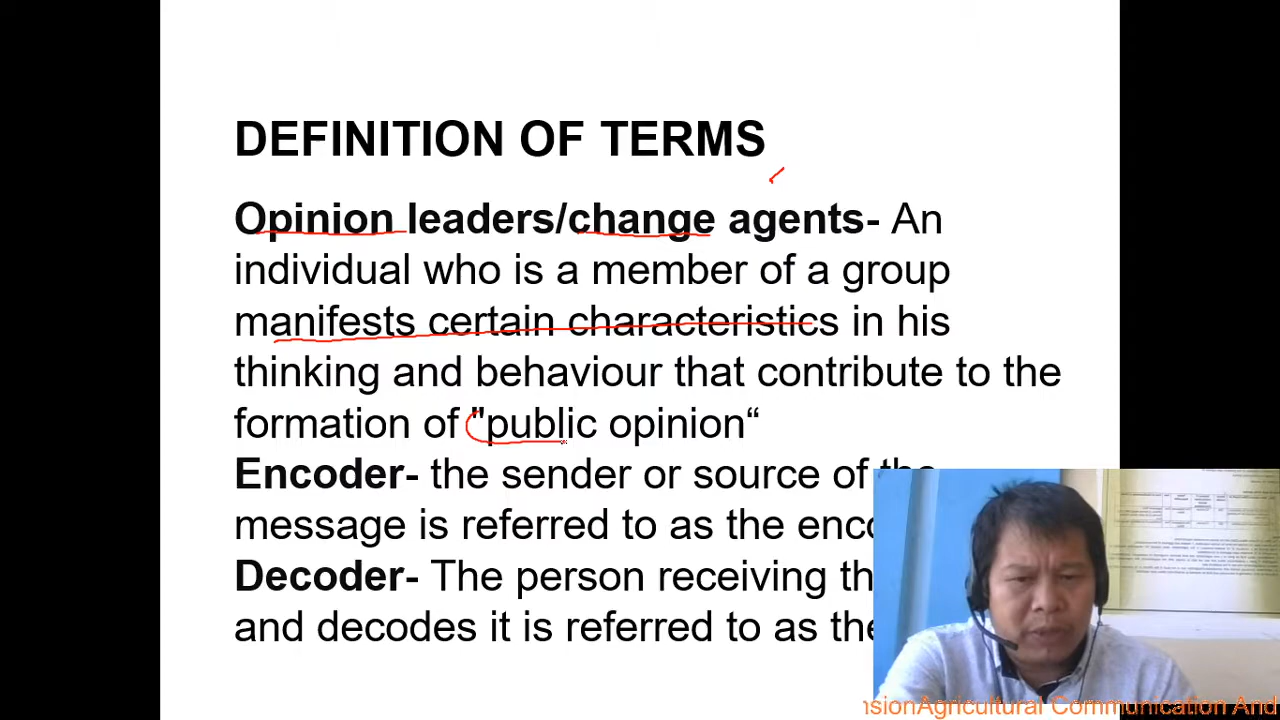 DEFINITION OF TERMS
Opinion leaders/change agents- An
individual who is a member of a group
manifests certain characteristics in his
thinking and behaviour that contribute to the
formation of "public opinion“
Encoder- the sender or source of the
message is referred to as the enco
Decoder- The person receiving th
and decodes it is referred to as the
nsionAgricultural Communication And